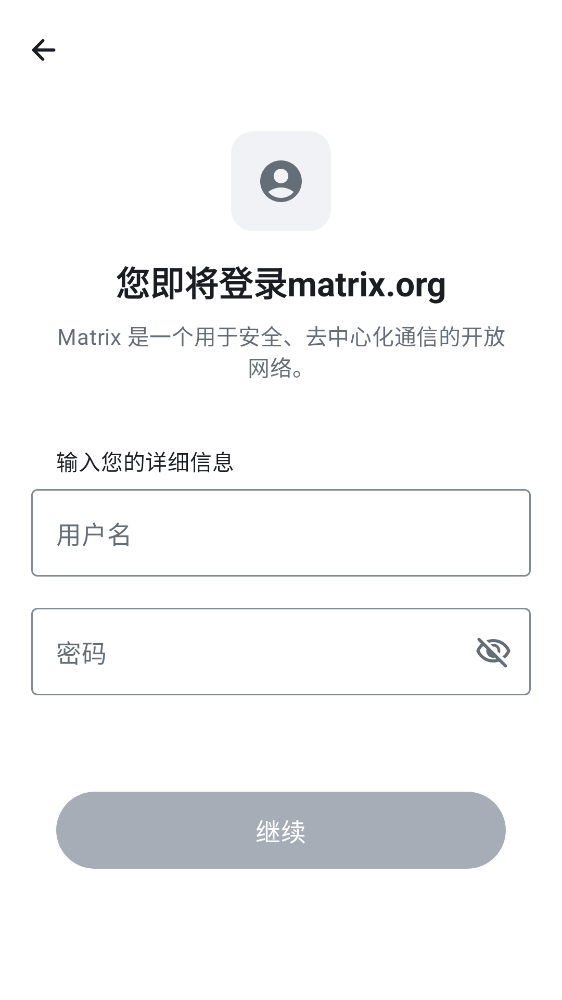 您即将登录matrix.org
Matrix 是一个用于安全、去中心化通信的开放
网络。
输入您的详细信息
用户名
密码
继续